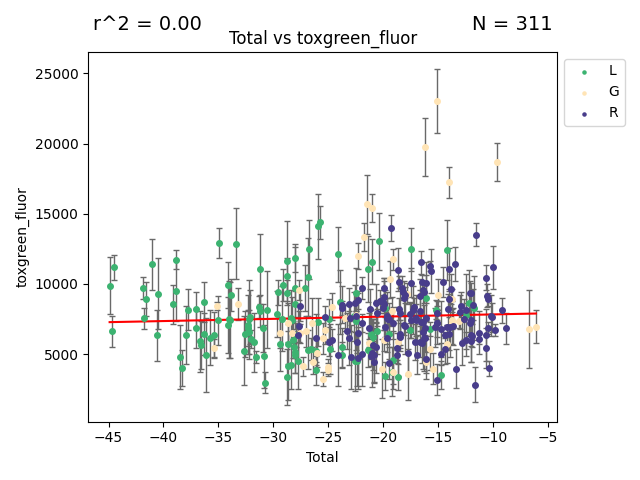 r^2 = 0.00
N = 311
Total vs toxgreen_fluor
25000
20000
15000
10000
5000
toxgreen_fluor
−45
−40
−35
−30
−25
−20
−15
−10
−5
Total
L
G
R